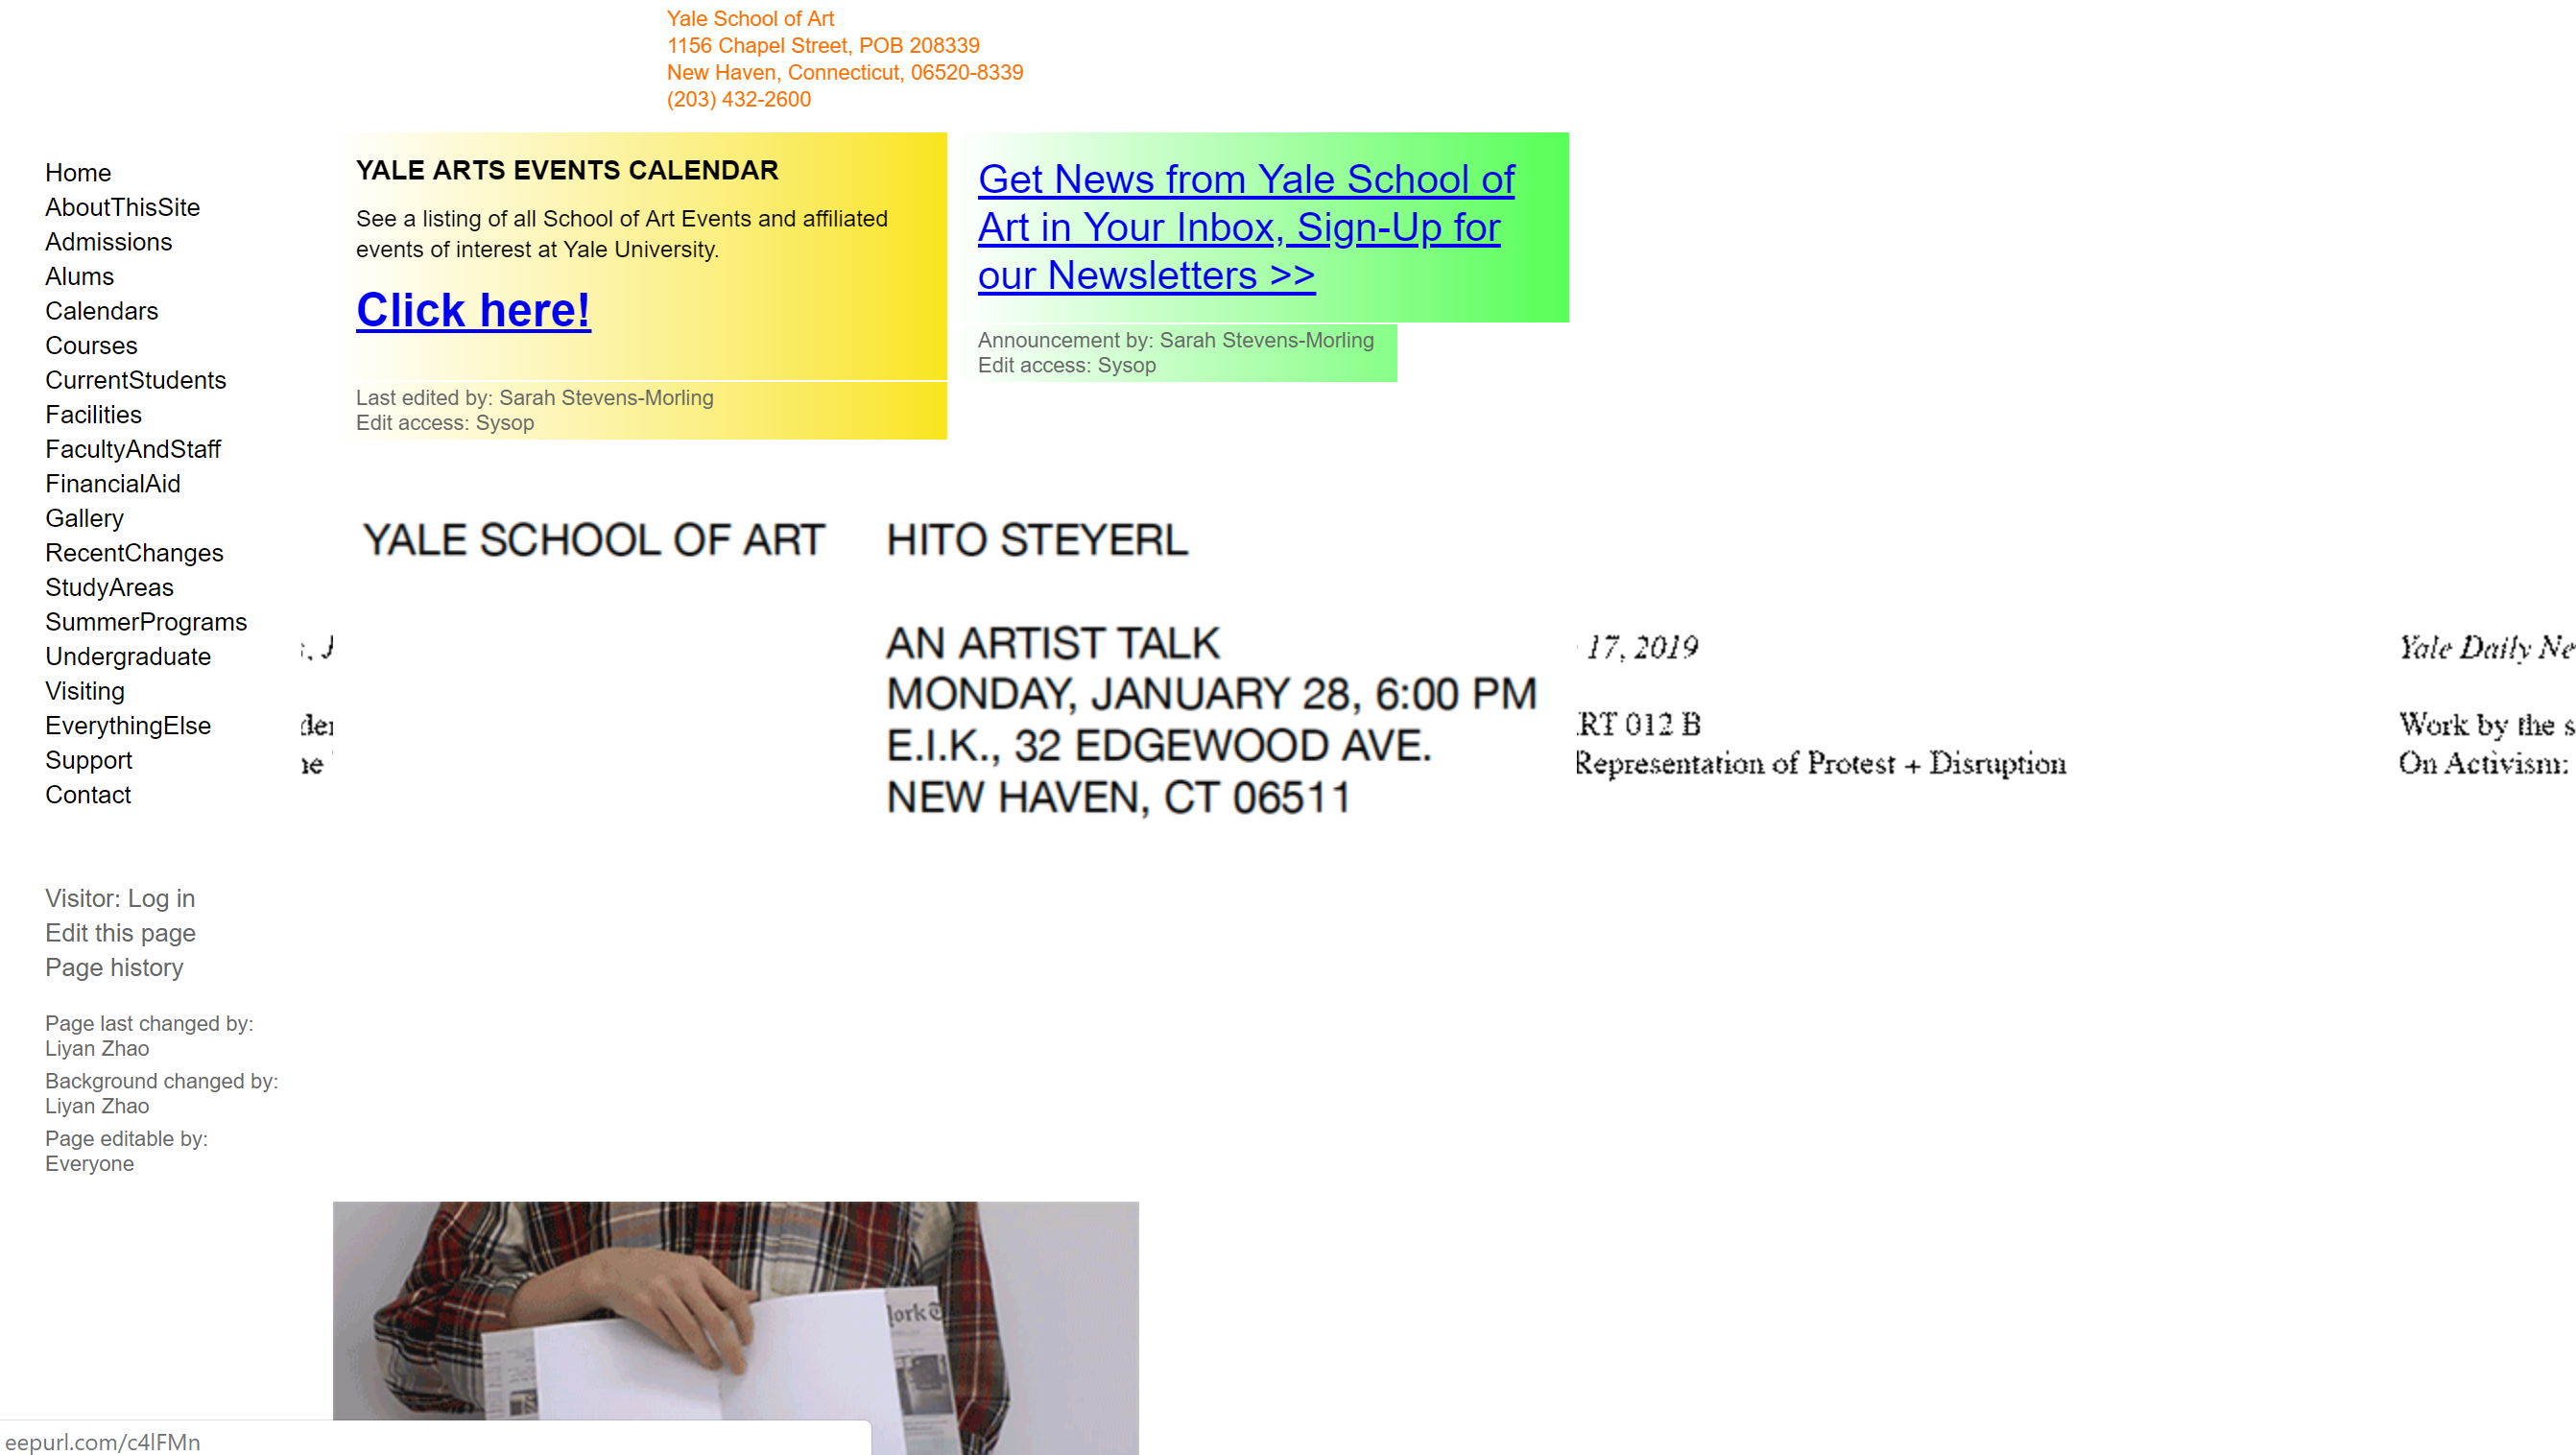 Yale School of Art
1156 Chapel Street, POB 208339
New Haven, Connecticut, 06520-8339
(203) 432-2600
Home
AboutThisSite
Admissions
Alums
Calendars
Courses
CurrentStudents
Facilities
FacultyAndStaff
FinancialAid
Gallery
RecentChanges
StudyAreas
SummerPrograms
Undergraduate
Visiting
EverythingElse
Support
Contact
Visitor: Log in
Edit this page
Page history
Page last changed by:
Liyan Zhao
Background changed by:
Liyan Zhao
Page editable by:
Everyone
YALE ARTS EVENTS CALENDAR
See a listing of all School of Art Events and affiliated
events of interest at Yale University.
Click here!
Last edited by: Sarah Stevens-Morling
Edit access: Sysop
Get News from Yale School of
Art in Your Inbox, Sign-Up for
our Newsletters >>
Announcement by: Sarah Stevens-Morling
Edit access: Sysop
YALE SCHOOL OF ART
HITO STEYERL
AN ARTIST TALK
MONDAY, JANUARY 28, 6:00 PM
E.I.K., 32 EDGEWOOD AVE.
NEW HAVEN, CT 06511
17, 2019
RT 012 B
Representation of Protest + Disruption
Yale Daily Ne
Work by the s
On Activism:
ork
eepurl.com/c4lFMn